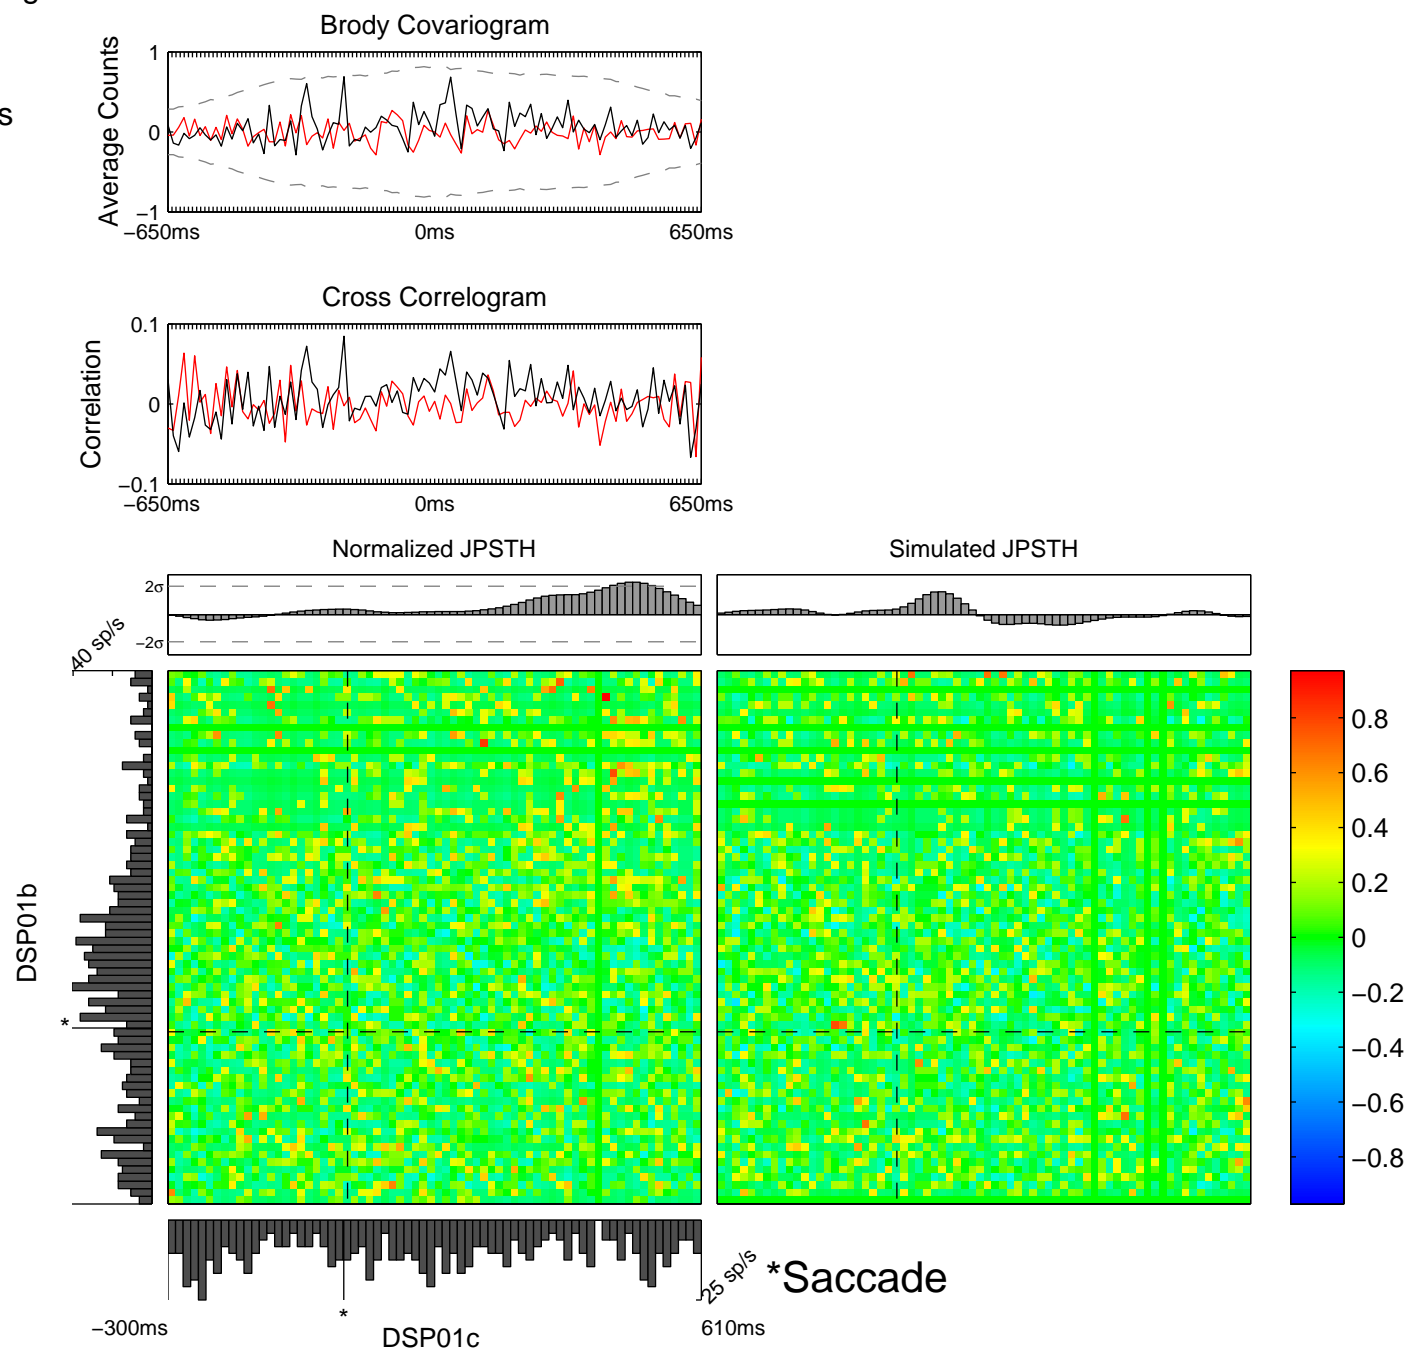 g
Brody Covariogram
s
Average Counts
1
0
−1
−650ms
0ms
650ms
Cross Correlogram
Correlation
0.1
0
−0.1
−650ms
0ms
650ms
Normalized JPSTH
Simulated JPSTH
2σ
−2σ
40 sp/s
DSP01b
*
0.8
0.6
0.4
0.2
0
−0.2
−0.4
−0.6
−0.8
25 sp/s
*Saccade
*
−300ms
DSP01c
610ms